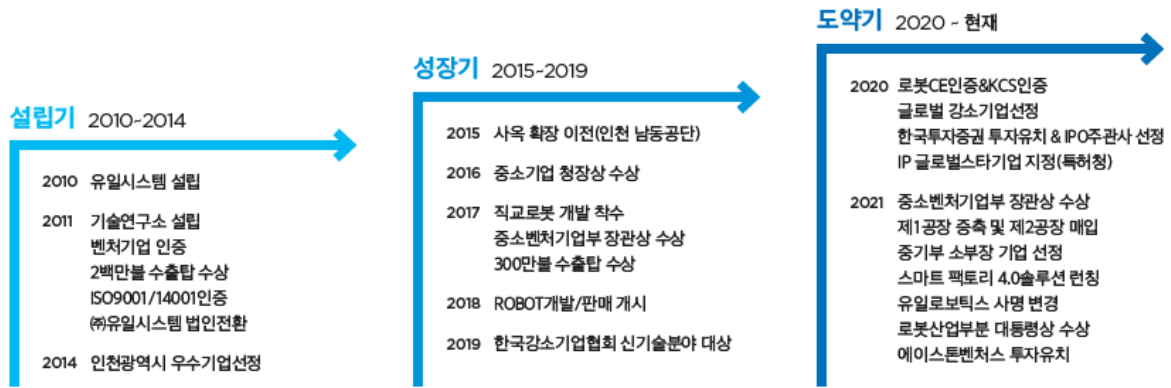 설립기 2010~2014
2010 유일시스템 설립
2011 기술연구소 설립
벤처기업 인증
2백만불 수출탑 수상
ISO9001/14001인증
㈜유일시스템 법인전환
2014 인천광역시 우수기업선정
성장기 2015~2019
2015 사옥 확장 이전(인천 남동공단)
2016 중소기업 청장상 수상
2017 직교로봇 개발 착수
중소벤처기업부 장관상 수상
300만불 수출탑 수상
2018 ROBOT개발/판매 개시
2019 한국강소기업협회 신기술분야 대상
도약기 2020 ~ 현재
2020 로봇CE인증&KCS인증
글로벌 강소기업선정
한국투자증권 투자유치 & IPO주관사 선정
IP 글로벌스타기업 지정(특허청)
2021 중소벤처기업부 장관상 수상
제1공장 증축 및 제2공장 매입
중기부 소부장 기업 선정
스마트 팩토리 4.0솔루션 런칭
유일로보틱스 사명 변경
로봇산업부분 대통령상 수상
에이스톤벤처스 투자유치